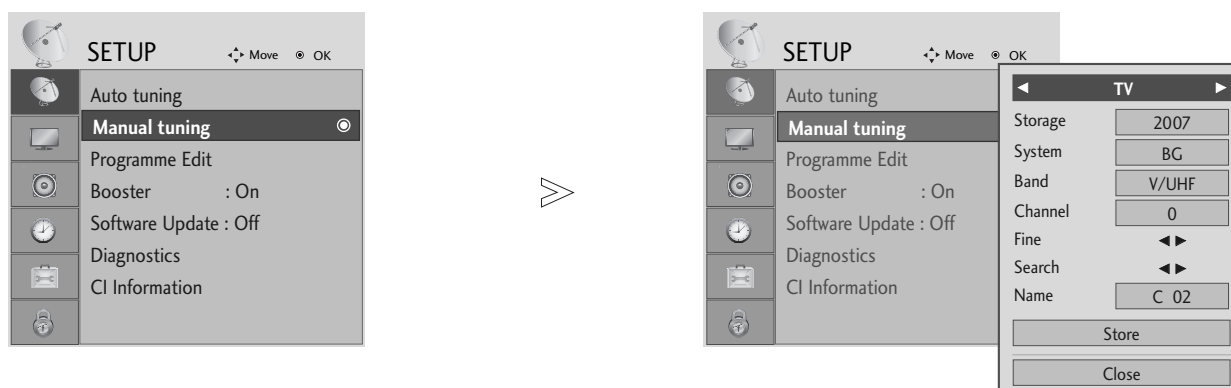 SETUP Move OK
Auto tuning
Manual tuning
Programme Edit
Booster : On
Software Update : Off
Diagnostics
CI Information
SETUP Move OK
Auto tuning
Manual tuning
Programme Edit
Booster : On
Software Update : Off
Diagnostics
CI Information
◄ TV ►
Storage 2007
System BG
Band V/UHF
Channel 0
Fine ◄ ►
Search ◄ ►
Name C 02
Store
Close